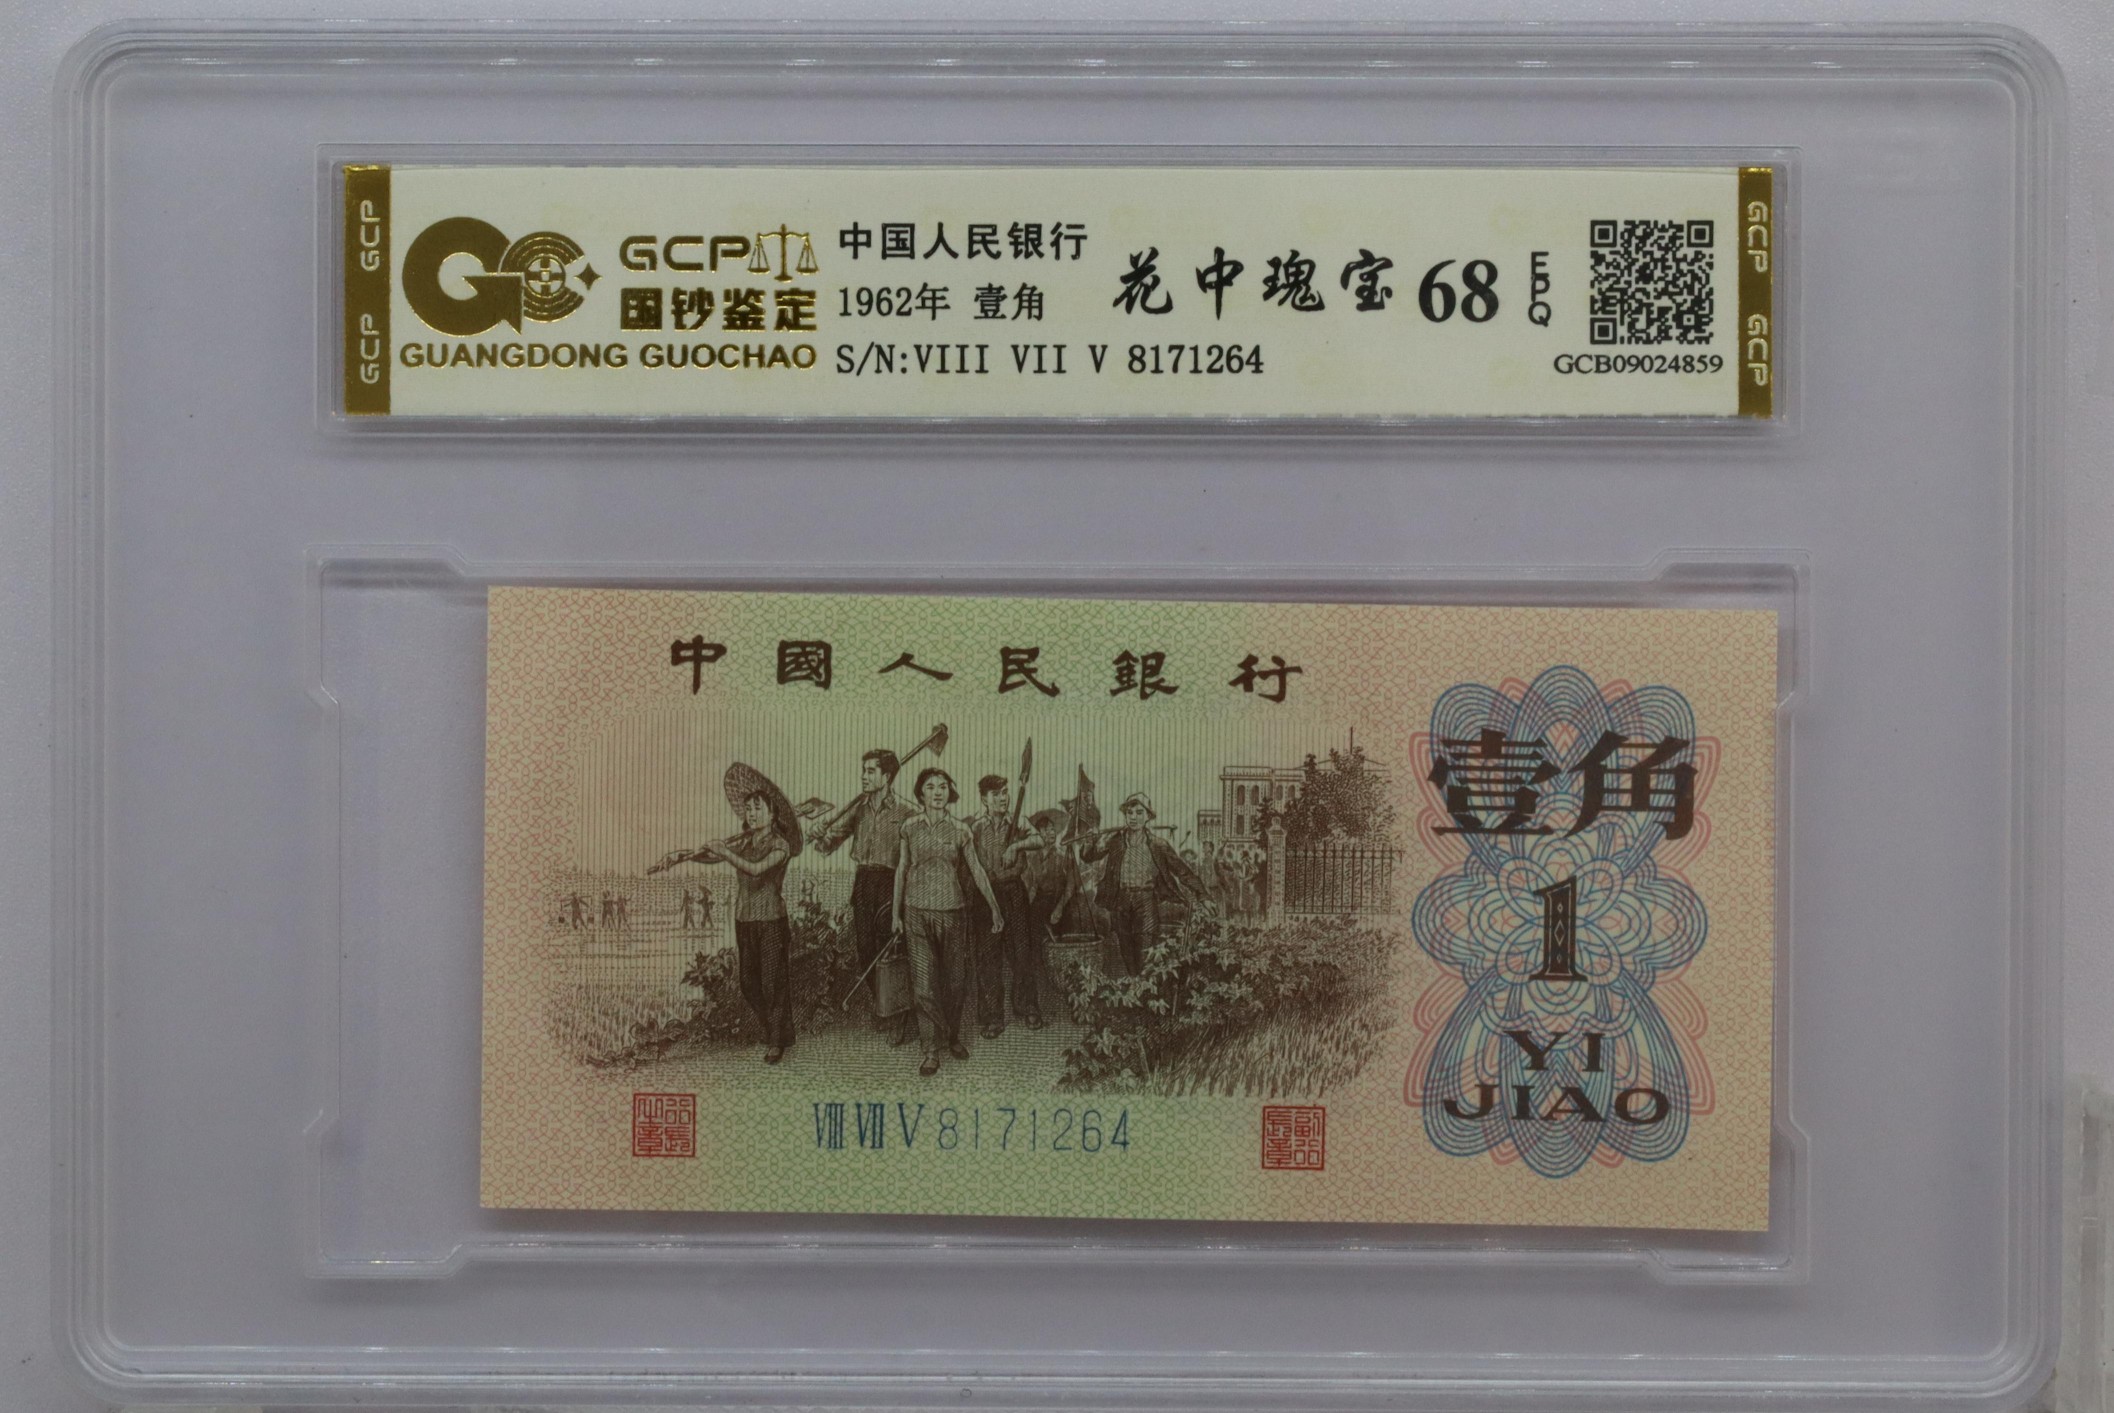 GCP
GCP
GCP
国钞鉴定
GUANGDONG GUOCHAO
中国人民银行
1962年 壹角
S/N:VIII VII V 8171264
花中瑰宝 68
EPQ
GCB09024859
GCP
GCP
中國人民銀行
壹角
1
YI
JIAO
VIII VII V 8171264